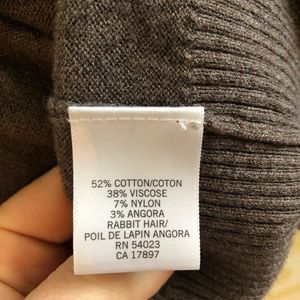 52% COTTON/COTON
38% VISCOSE
7% NYLON
3% ANGORA
RABBIT HAIR/
POIL DE LAPIN ANGORA
RN 54023
CA 17897